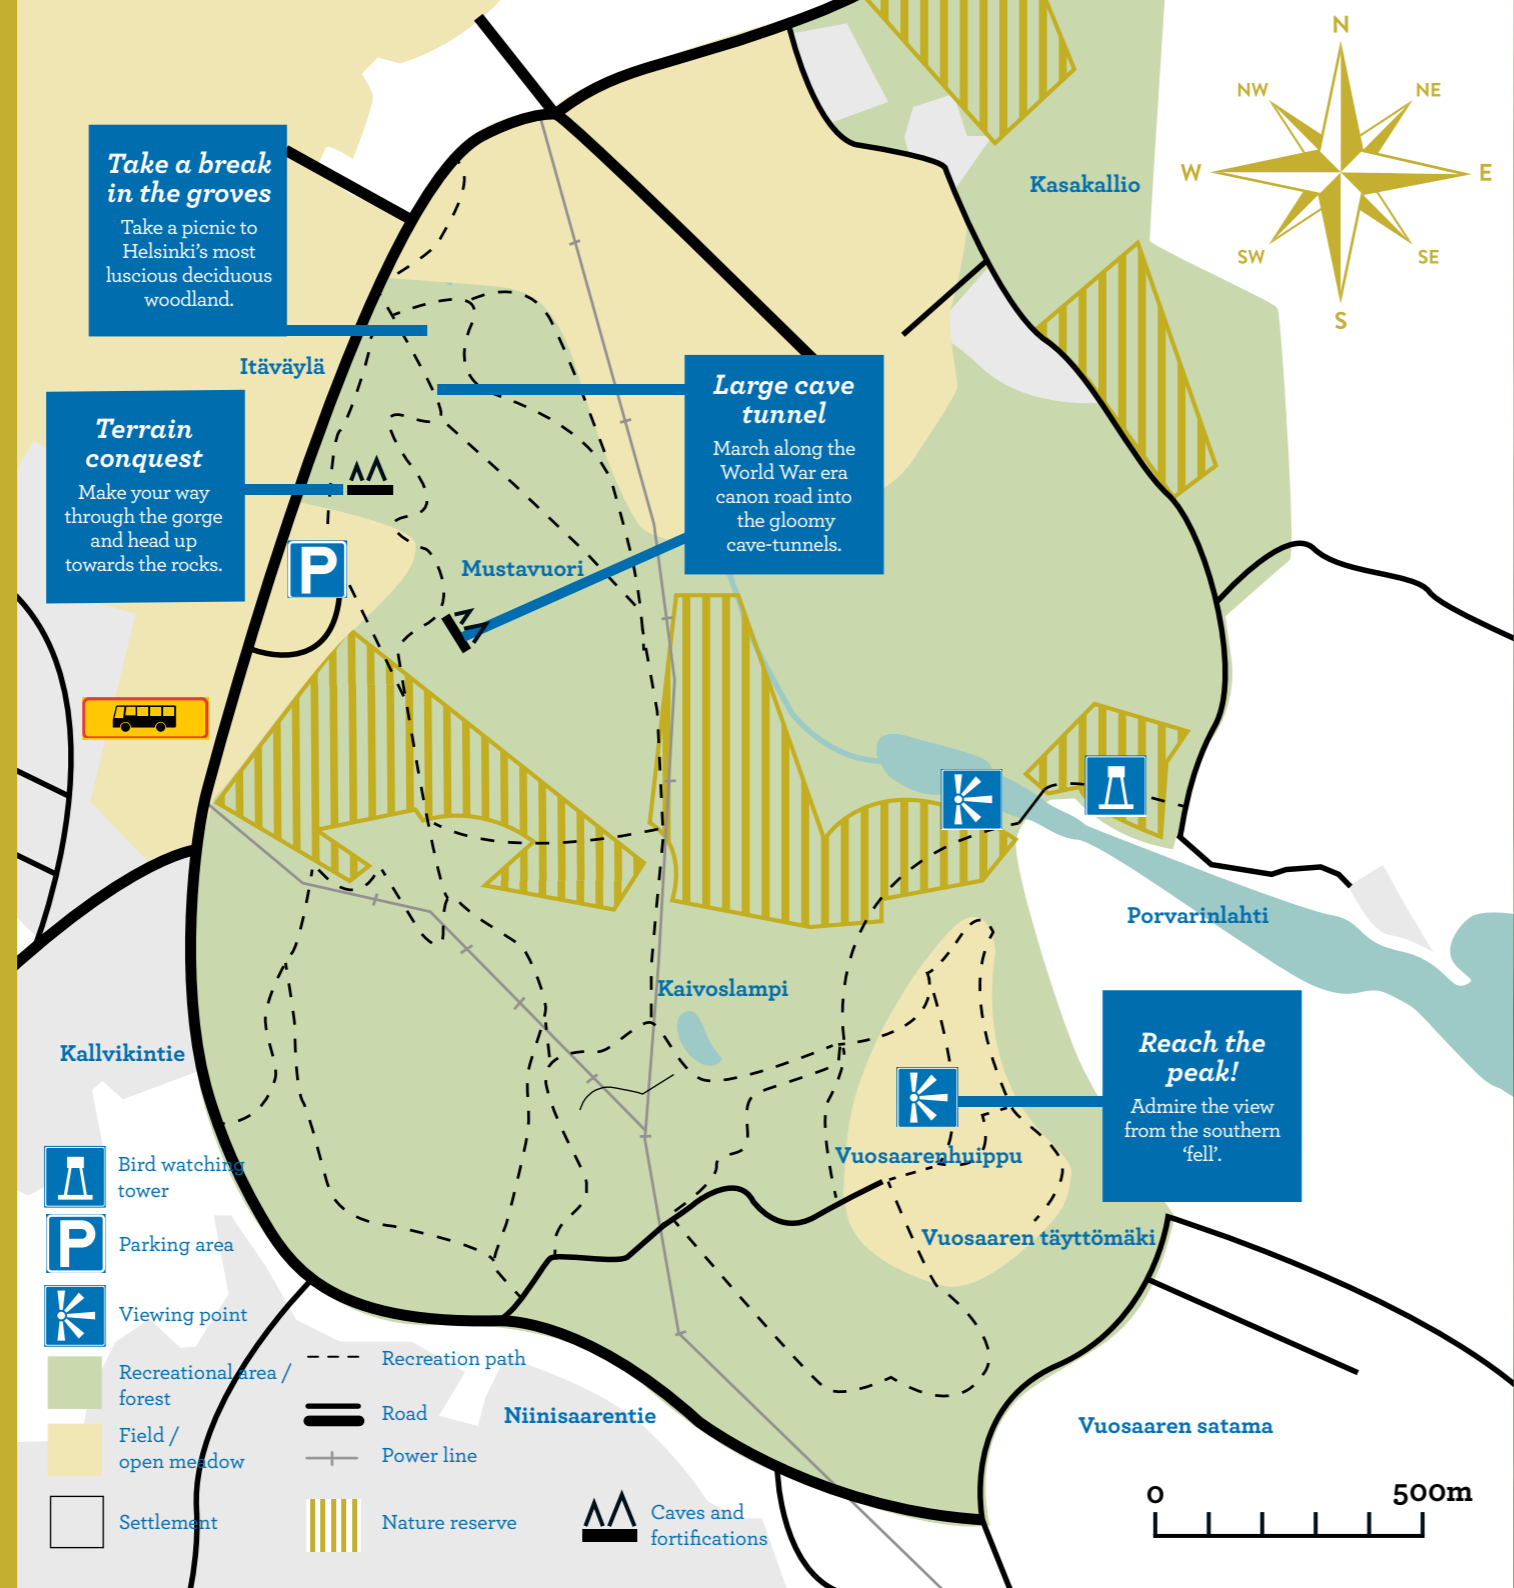 N
NW
NE
W
E
SW
SE
S
Kasakallio
Take a break
in the groves
Take a picnic to
Helsinki’s most
luscious deciduous
woodland.
Itäväylä
Large cave
tunnel
March along the
World War era
canon road into
the gloomy
cave-tunnels.
Terrain
conquest
Make your way
through the gorge
and head up
towards the rocks.
P
Mustavuori
Porvarinlahti
Kaivoslampi
Kallvikintie
Reach the
peak!
Admire the view
from the southern
‘fell’.
Vuosaarenhuippu
Vuosaaren täyttömäki
Bird watching
tower
P
Parking area
Viewing point
Recreational area /
forest
Field /
open meadow
Settlement
Recreation path
Road
Power line
Nature reserve
Caves and
fortifications
Niinisaarentie
Vuosaaren satama
0
500m